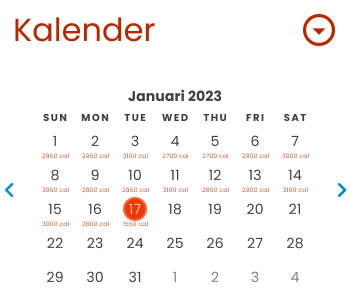 Kalender
Januari 2023
SUN MON TUE WED THU FRI SAT
1 2 3 4 5 6 7
2850 cal 2950 cal 3100 cal 2700 cal 2700 cal 2900 cal 3000 cal
8 9 10 11 12 13 14
3050 cal 2800 cal 2850 cal 3100 cal 2650 cal 2900 cal 3100 cal
15 16 17 18 19 20 21
3000 cal 2800 cal 1550 cal
22 23 24 25 26 27 28
29 30 31 1 2 3 4